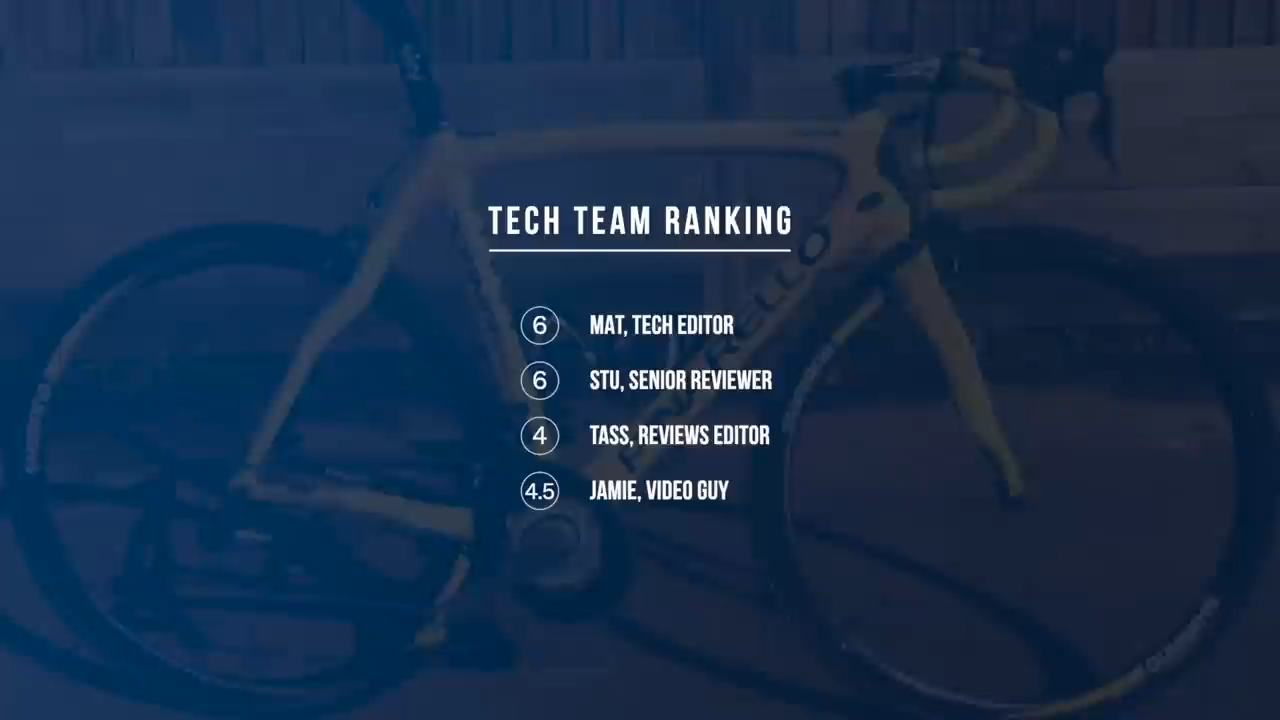 TECH TEAM RANKING
6 MAT, TECH EDITOR
6 STU, SENIOR REVIEWER
4 TASS, REVIEWS EDITOR
4.5 JAMIE, VIDEO GUY
PINARELLO